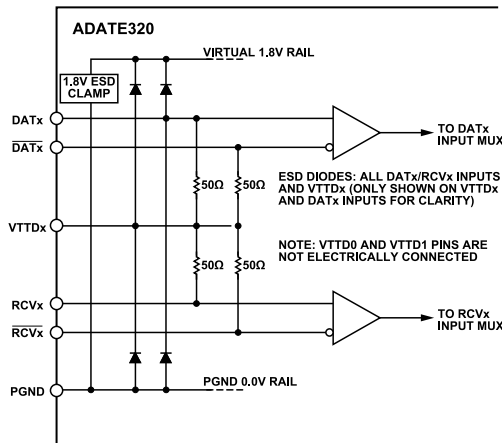 ADATE320
VIRTUAL 1.8V RAIL
1.8V ESD
CLAMP
DATx
TO DATx
INPUT MUX
D̅A̅T̅x̅
50Ω
50Ω
ESD DIODES: ALL DATx/RCVx INPUTS
AND VTTDx (ONLY SHOWN ON VTTDx
AND DATx INPUTS FOR CLARITY)
VTTDx
NOTE: VTTD0 AND VTTD1 PINS ARE
NOT ELECTRICALLY CONNECTED
50Ω
50Ω
RCVx
TO RCVx
INPUT MUX
R̅C̅V̅x̅
PGND 0.0V RAIL
PGND